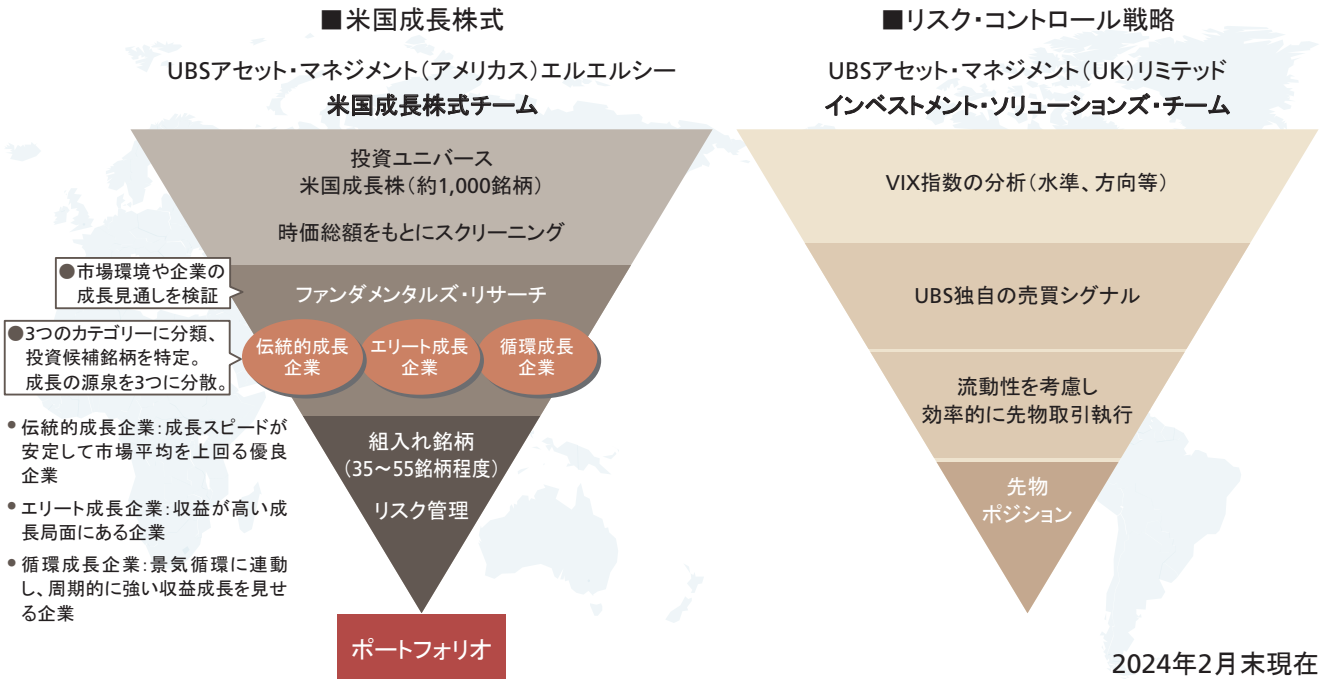 ■米国成長株式
UBSアセット・マネジメント(アメリカス)エルエルシー
米国成長株式チーム
投資ユニバース
米国成長株(約1,000銘柄)
時価総額をもとにスクリーニング
●市場環境や企業の
成長見通しを検証
ファンダメンタルズ・リサーチ
●3つのカテゴリーに分類、
投資候補銘柄を特定。
成長の源泉を3つに分散。
伝統的成長
企業
エリート成長
企業
循環成長
企業
• 伝統的成長企業:成長スピードが
安定して市場平均を上回る優良
企業
• エリート成長企業:収益が高い成
長局面にある企業
• 循環成長企業:景気循環に連動
し、周期的に強い収益成長を見せ
る企業
組入れ銘柄
(35~55銘柄程度)
リスク管理
ポートフォリオ
■リスク・コントロール戦略
UBSアセット・マネジメント(UK)リミテッド
インベストメント・ソリューションズ・チーム
VIX指数の分析(水準、方向等)
UBS独自の売買シグナル
流動性を考慮し
効率的に先物取引執行
先物
ポジション
2024年2月末現在